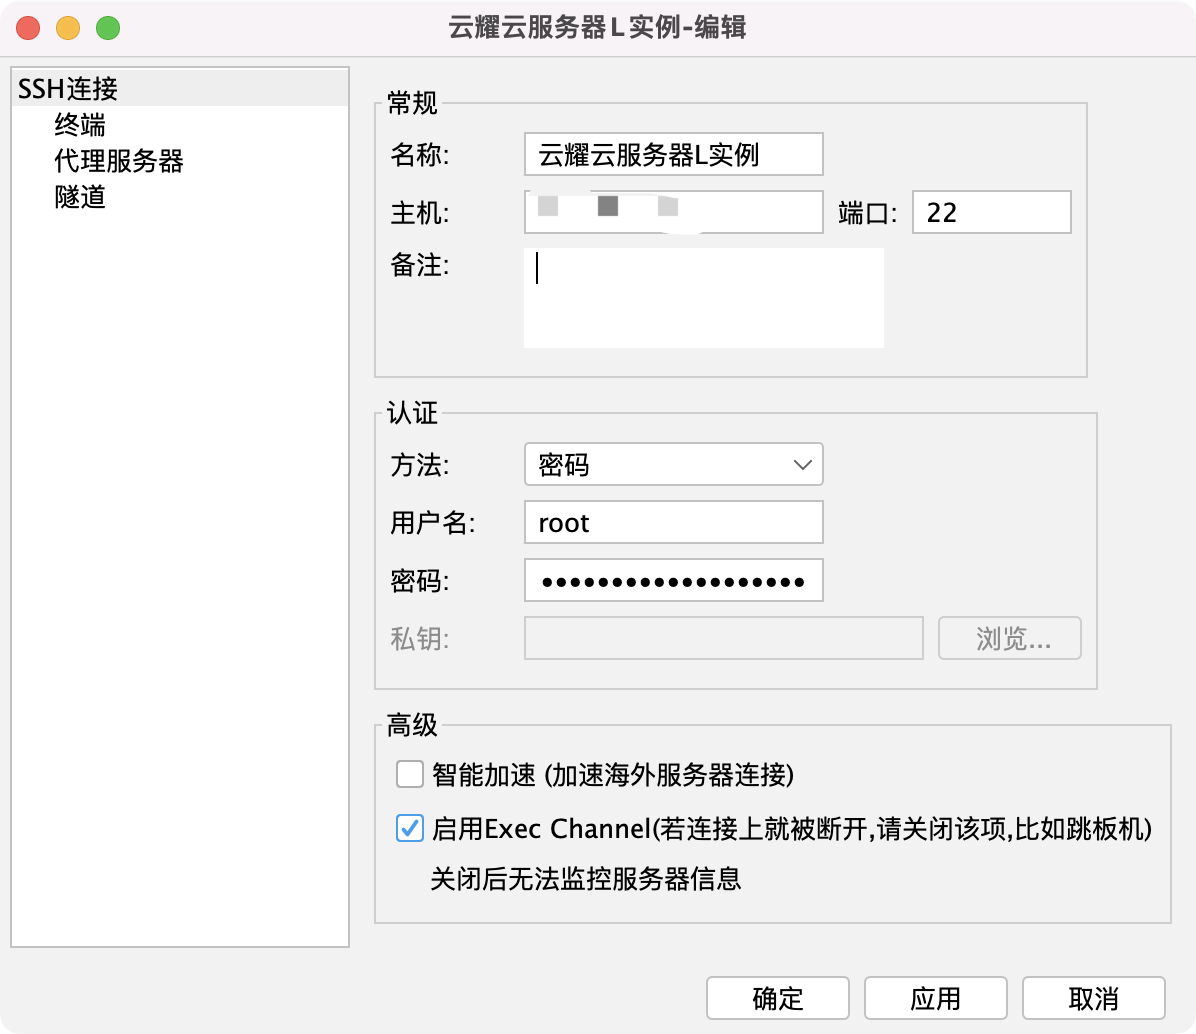 云耀云服务器L实例-编辑
SSH连接
终端
代理服务器
隧道
常规
名称: 云耀云服务器L实例
主机: 端口: 22
备注:
认证
方法: 密码
用户名: root
密码: ●●●●●●●●●●●●●●●●●●●
私钥: 浏览...
高级
智能加速 (加速海外服务器连接)
启用Exec Channel(若连接上就被断开,请关闭该项,比如跳板机)
关闭后无法监控服务器信息
确定 应用 取消